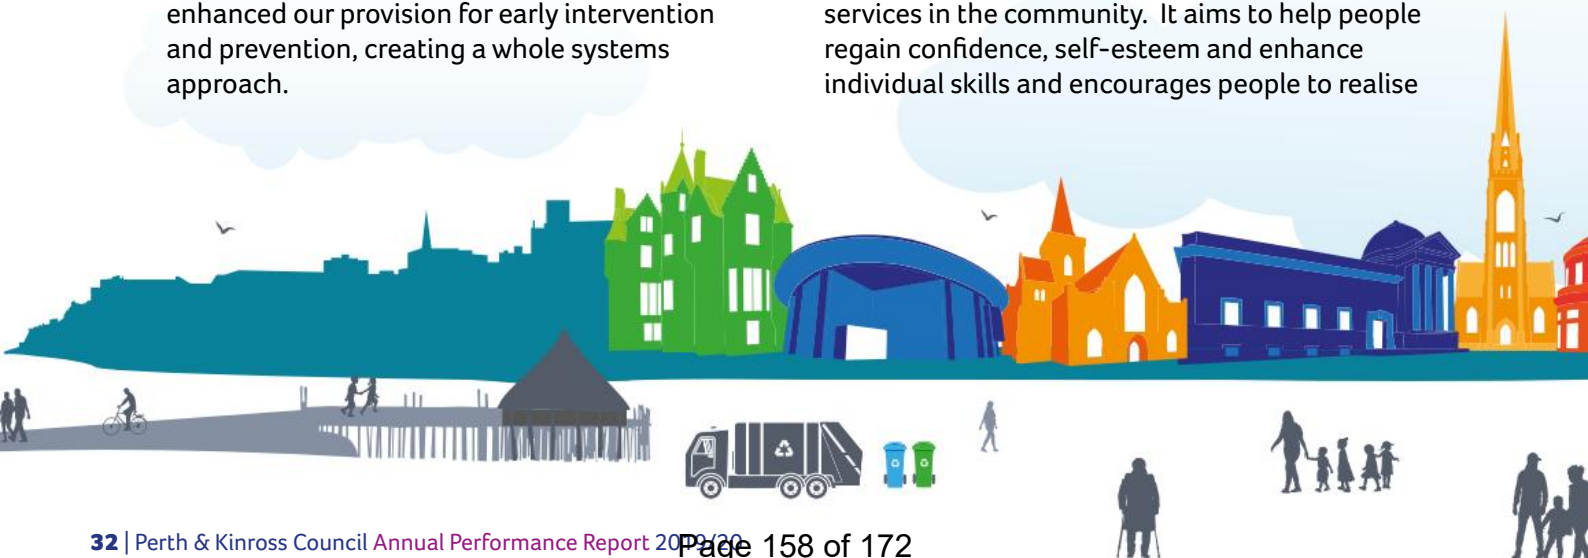 enhanced our provision for early intervention
and prevention, creating a whole systems
approach.
services in the community. It aims to help people
regain confidence, self-esteem and enhance
individual skills and encourages people to realise
32 | Perth & Kinross Council Annual Performance Report 2019/20
Page 158 of 172